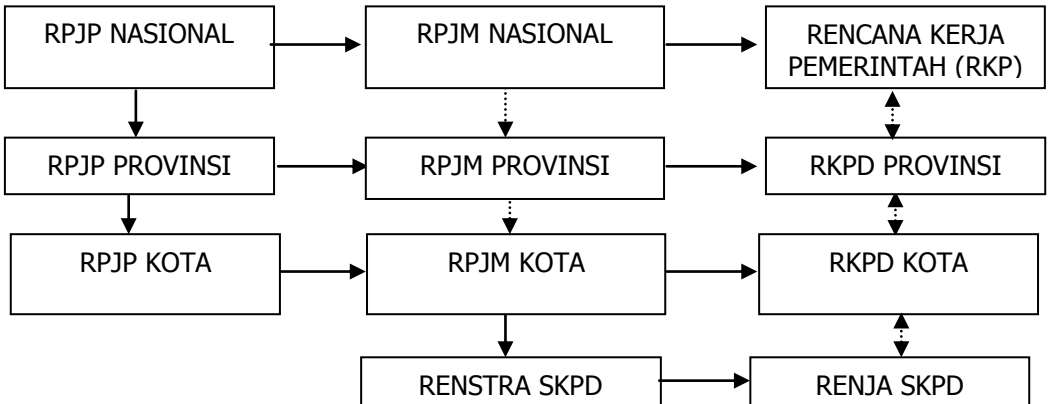 RPJP NASIONAL
RPJM NASIONAL
RENCANA KERJA
PEMERINTAH (RKP)
RPJP PROVINSI
RPJM PROVINSI
RKPD PROVINSI
RPJP KOTA
RPJM KOTA
RKPD KOTA
RENSTRA SKPD
RENJA SKPD